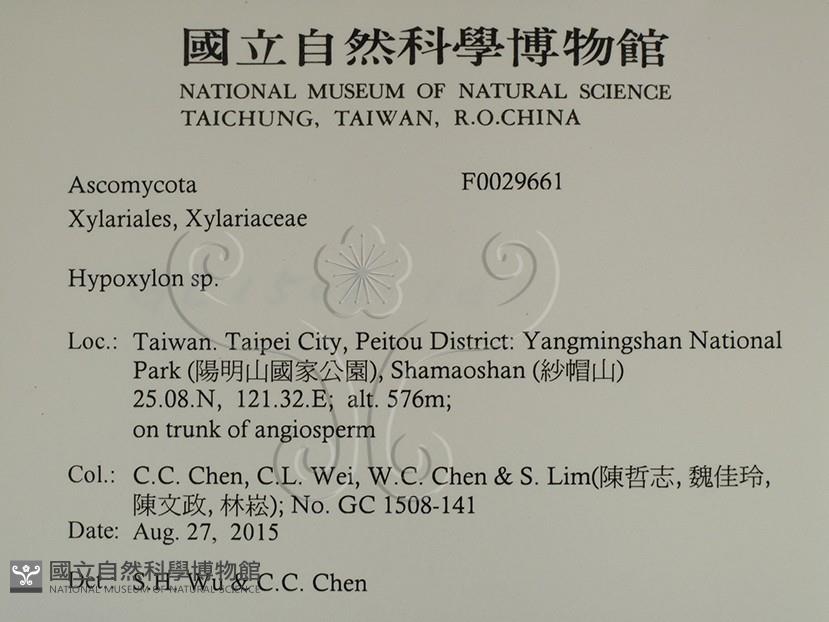 國立自然科學博物館
NATIONAL MUSEUM OF NATURAL SCIENCE
TAICHUNG, TAIWAN, R.O.CHINA
Ascomycota F0029661
Xylariales, Xylariaceae
Hypoxylon sp.
Loc.: Taiwan. Taipei City, Peitou District: Yangmingshan National
Park (陽明山國家公園), Shamaoshan (紗帽山)
25.08.N, 121.32.E; alt. 576m;
on trunk of angiosperm
Col.: C.C. Chen, C.L. Wei, W.C. Chen & S. Lim(陳哲志, 魏佳玲,
陳文政, 林崧); No. GC 1508-141
Date: Aug. 27, 2015
Det S.H. Wu & C.C. Chen
國立自然科學博物館
NATIONAL MUSEUM OF NATURAL SCIENCE